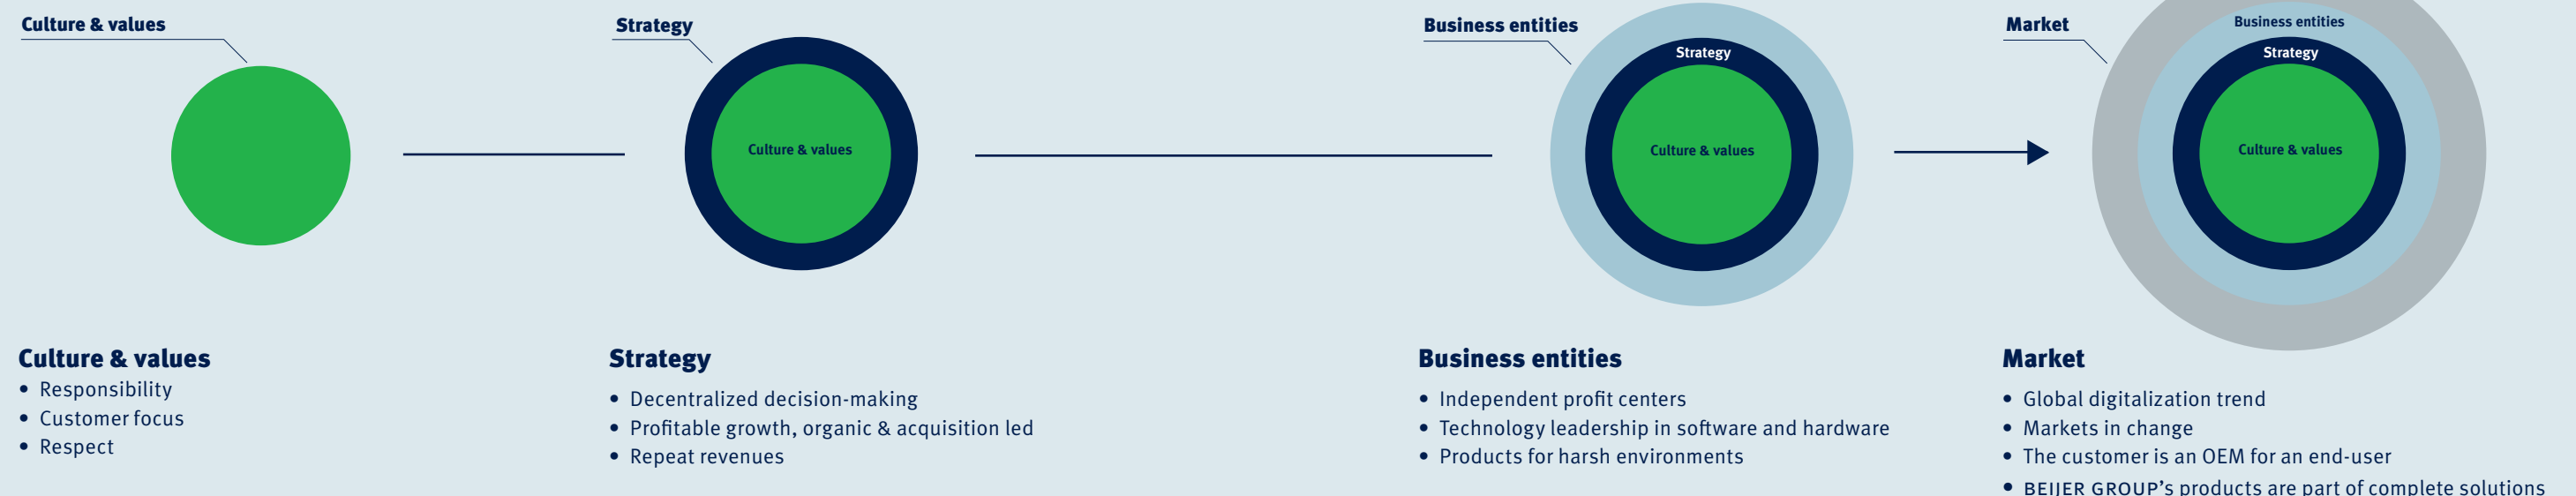 Culture & values
Strategy
Culture & values
Business entities
Strategy
Culture & values
Market
Business entities
Strategy
Culture & values
Culture & values
• Responsibility
• Customer focus
• Respect
Strategy
• Decentralized decision-making
• Profitable growth, organic & acquisition led
• Repeat revenues
Business entities
• Independent profit centers
• Technology leadership in software and hardware
• Products for harsh environments
Market
• Global digitalization trend
• Markets in change
• The customer is an OEM for an end-user
• BEIJER GROUP's products are part of complete solutions